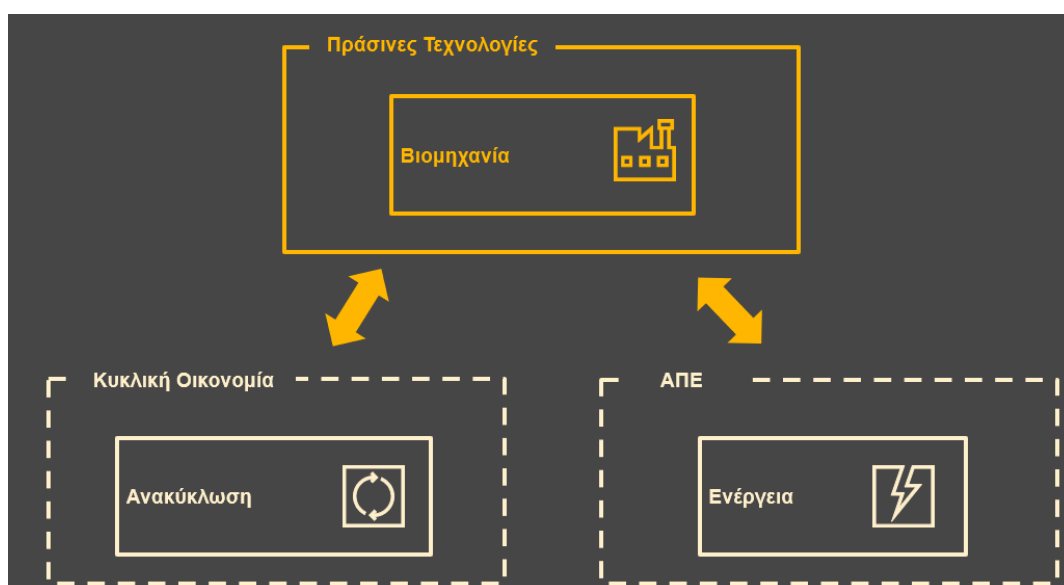 Πράσινες Τεχνολογίες
Βιομηχανία
Κυκλική Οικονομία
ΑΠΕ
Ανακύκλωση
Ενέργεια